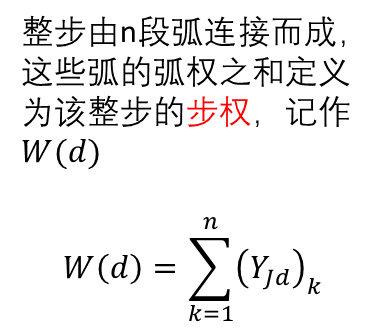 整步由n段弧连接而成，
这些弧的弧权之和定义
为该整步的步权，记作
W(d)
W(d) = \sum_{k=1}^{n} (Y_{Jd})_k